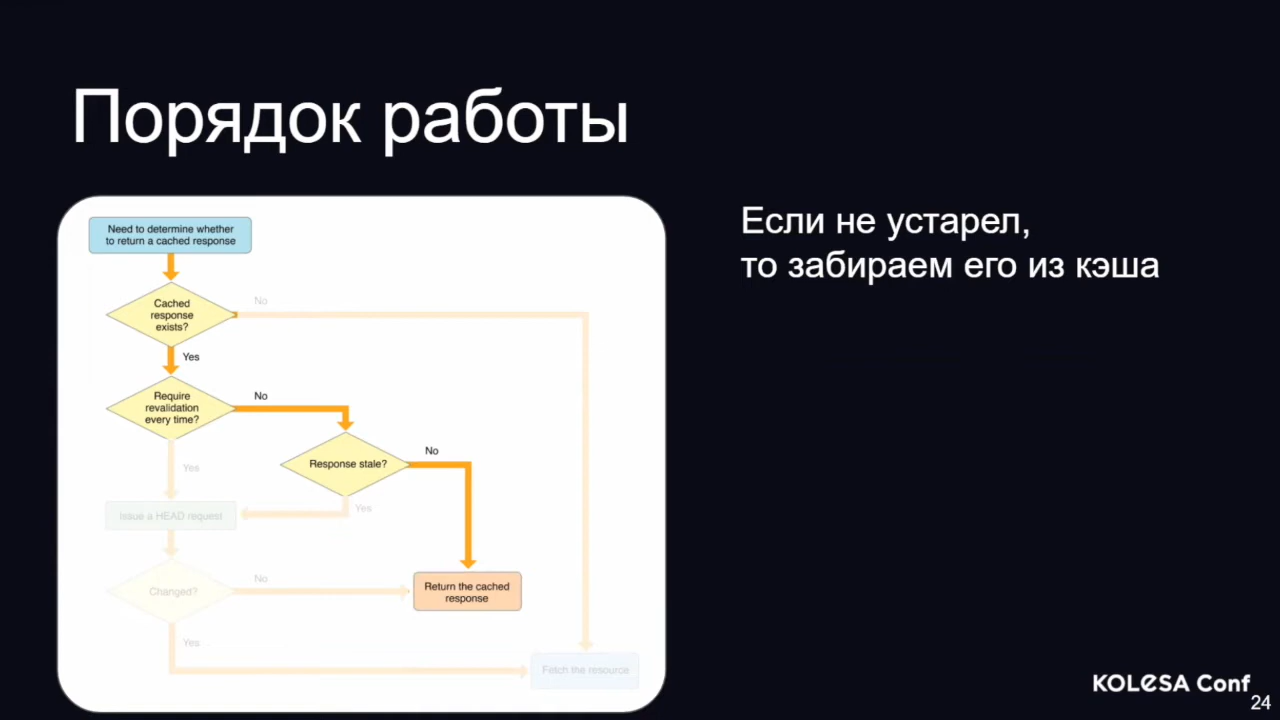 Порядок работы
Need to determine whether
to return a cached response
Cached
response
exists?
No
Yes
Require
revalidation
every time?
No
Response stale?
No
Yes
Yes
Issue a HEAD request
Changed?
No
Return the cached
response
Yes
Fetch the resource
Если не устарел,
то забираем его из кэша
KOLESA Conf
24